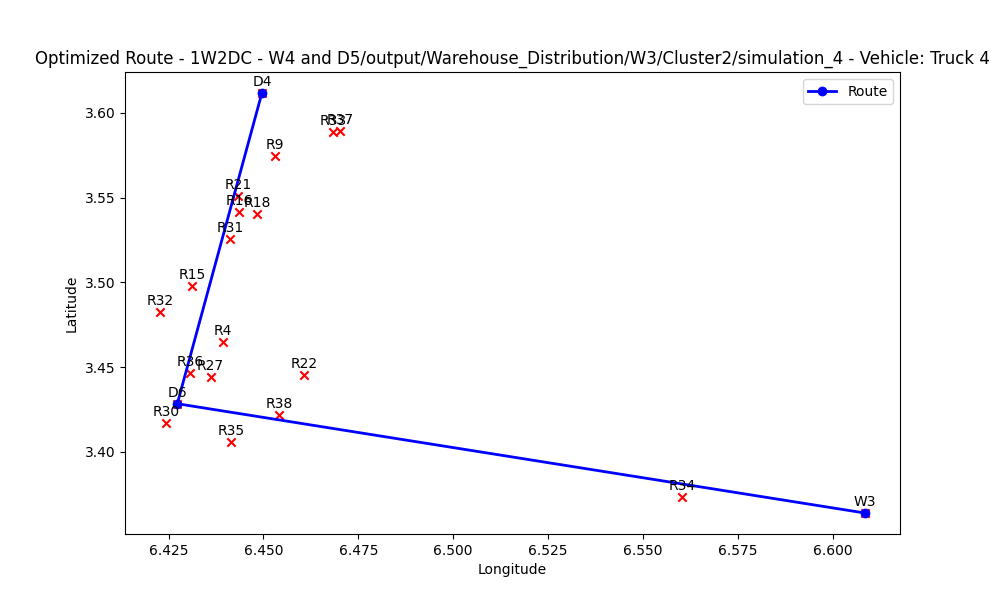 Optimized Route - 1W2DC - W4 and D5/output/Warehouse_Distribution/W3/Cluster2/simulation_4 - Vehicle: Truck 4
Route
D4
R33
R37
R9
R21
R16
R18
R31
R15
R32
R4
R36
R27
R22
R30
R38
R35
R34
W3
3.60
3.55
3.50
3.45
3.40
Latitude
6.425
6.450
6.475
6.500
6.525
6.550
6.575
6.600
Longitude